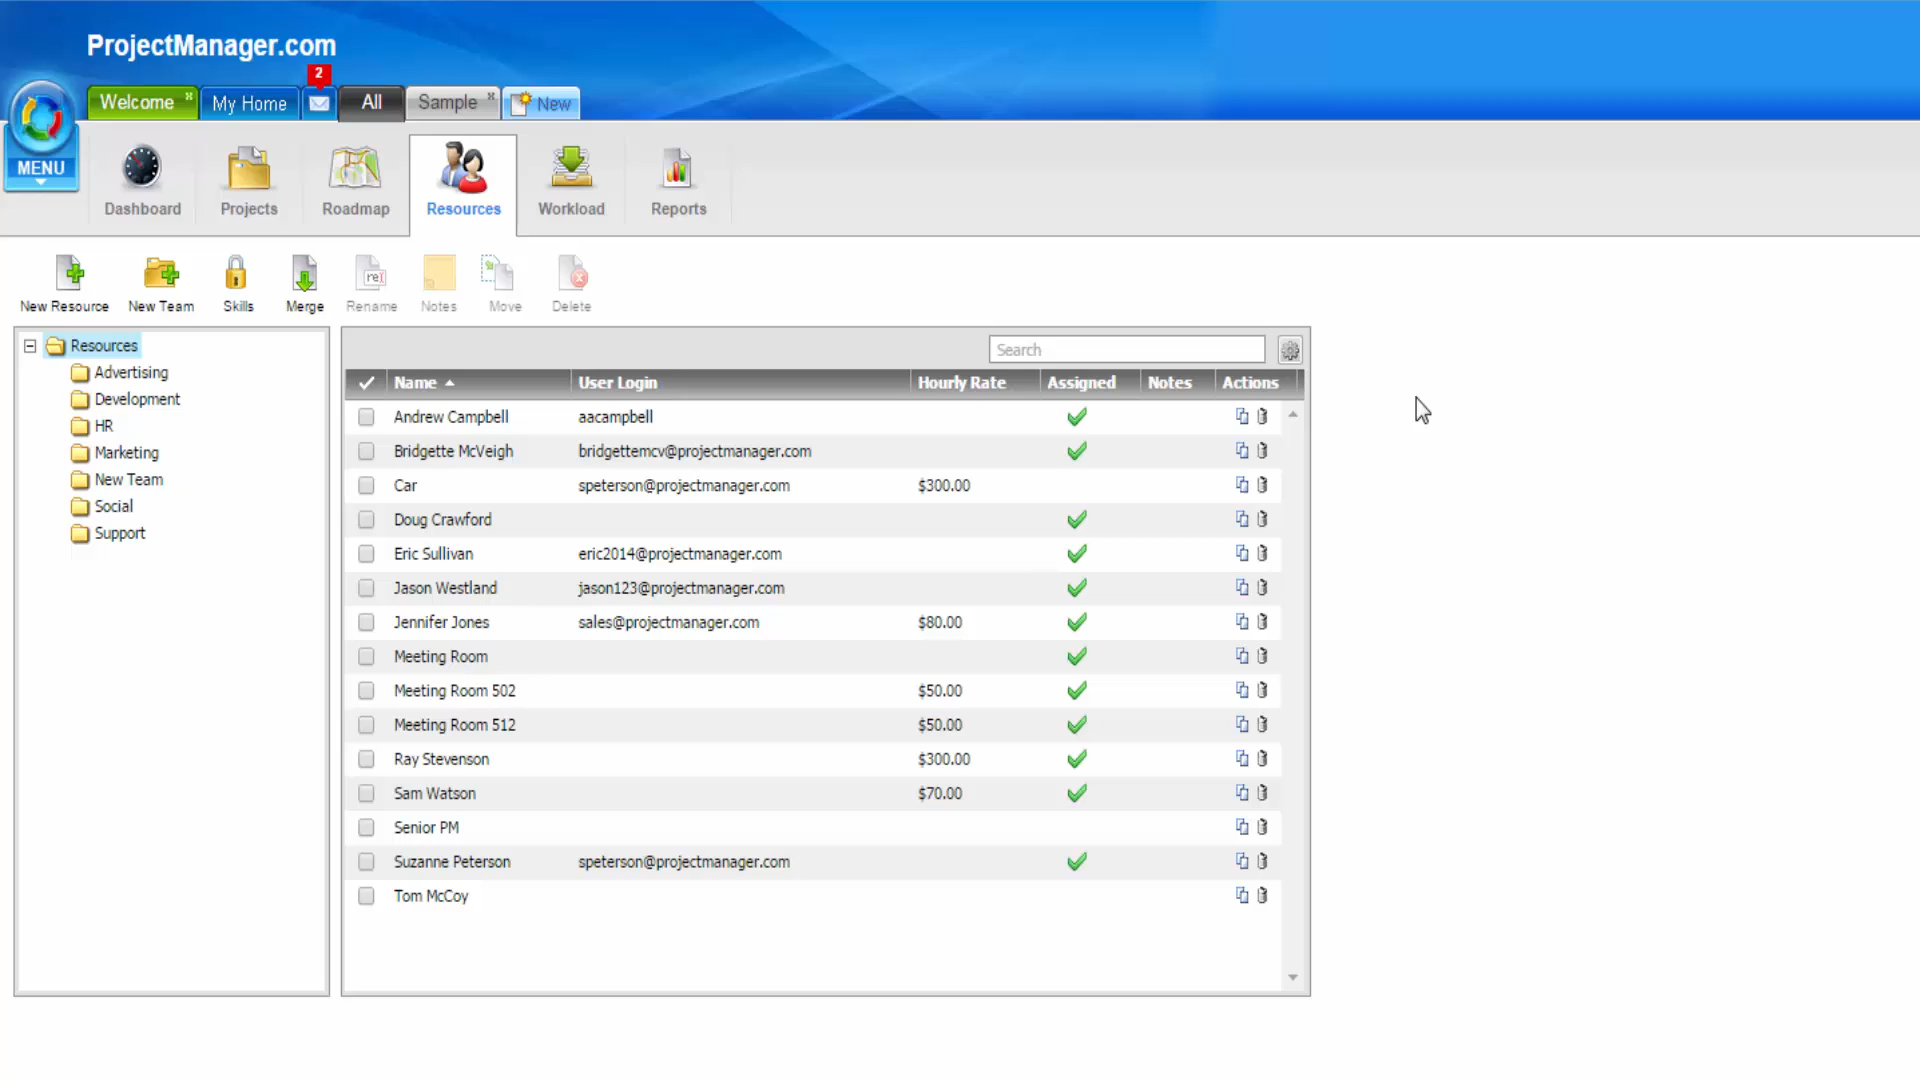 ProjectManager.com
2
Welcome
My Home
All
Sample
New
MENU
Dashboard
Projects
Roadmap
Resources
Workload
Reports
New Resource
New Team
Skills
Merge
Rename
Notes
Move
Delete
Resources
Advertising
Development
HR
Marketing
New Team
Social
Support
Search
Name User Login Hourly Rate Assigned Notes Actions
Andrew Campbell aacampbell
Bridgette McVeigh bridgettemcv@projectmanager.com
Car speterson@projectmanager.com $300.00
Doug Crawford
Eric Sullivan eric2014@projectmanager.com
Jason Westland jason123@projectmanager.com
Jennifer Jones sales@projectmanager.com $80.00
Meeting Room
Meeting Room 502 $50.00
Meeting Room 512 $50.00
Ray Stevenson $300.00
Sam Watson $70.00
Senior PM
Suzanne Peterson speterson@projectmanager.com
Tom McCoy